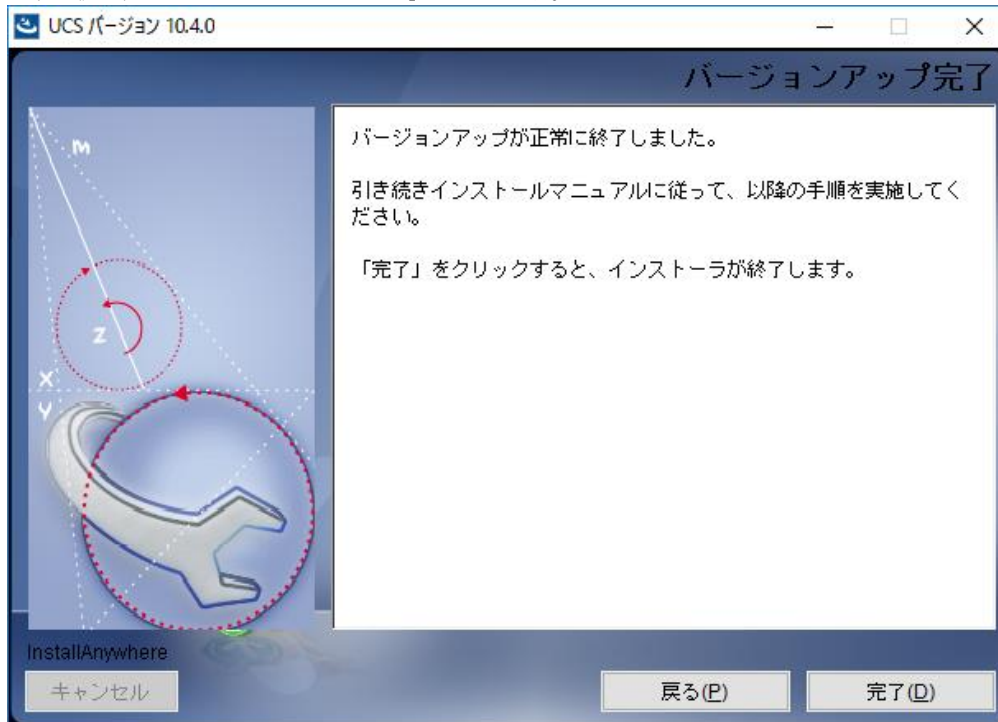 UCS バージョン 10.4.0
バージョンアップ完了
バージョンアップが正常に終了しました。
引き続きインストールマニュアルに従って、以降の手順を実施してく
ださい。
「完了」をクリックすると、インストーラが終了します。
m
z
X
Y
InstallAnywhere
キャンセル
戻る(P)
完了(D)